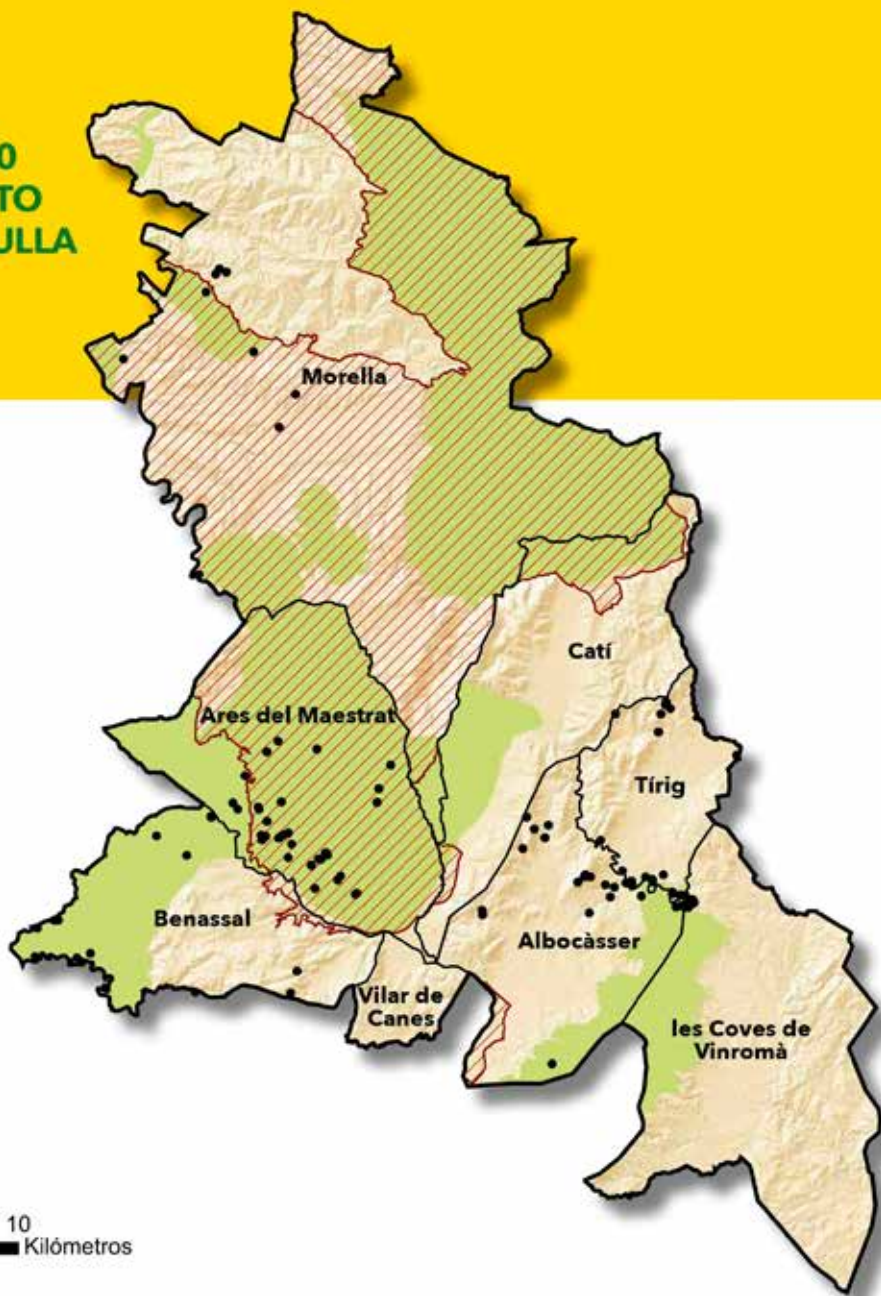 0
TO
ULLA
Morella
Catí
Ares del Maestrat
Tírig
Benassal
Albocàsser
Vilar de
Canes
les Coves de
Vinromà
10
Kilómetros